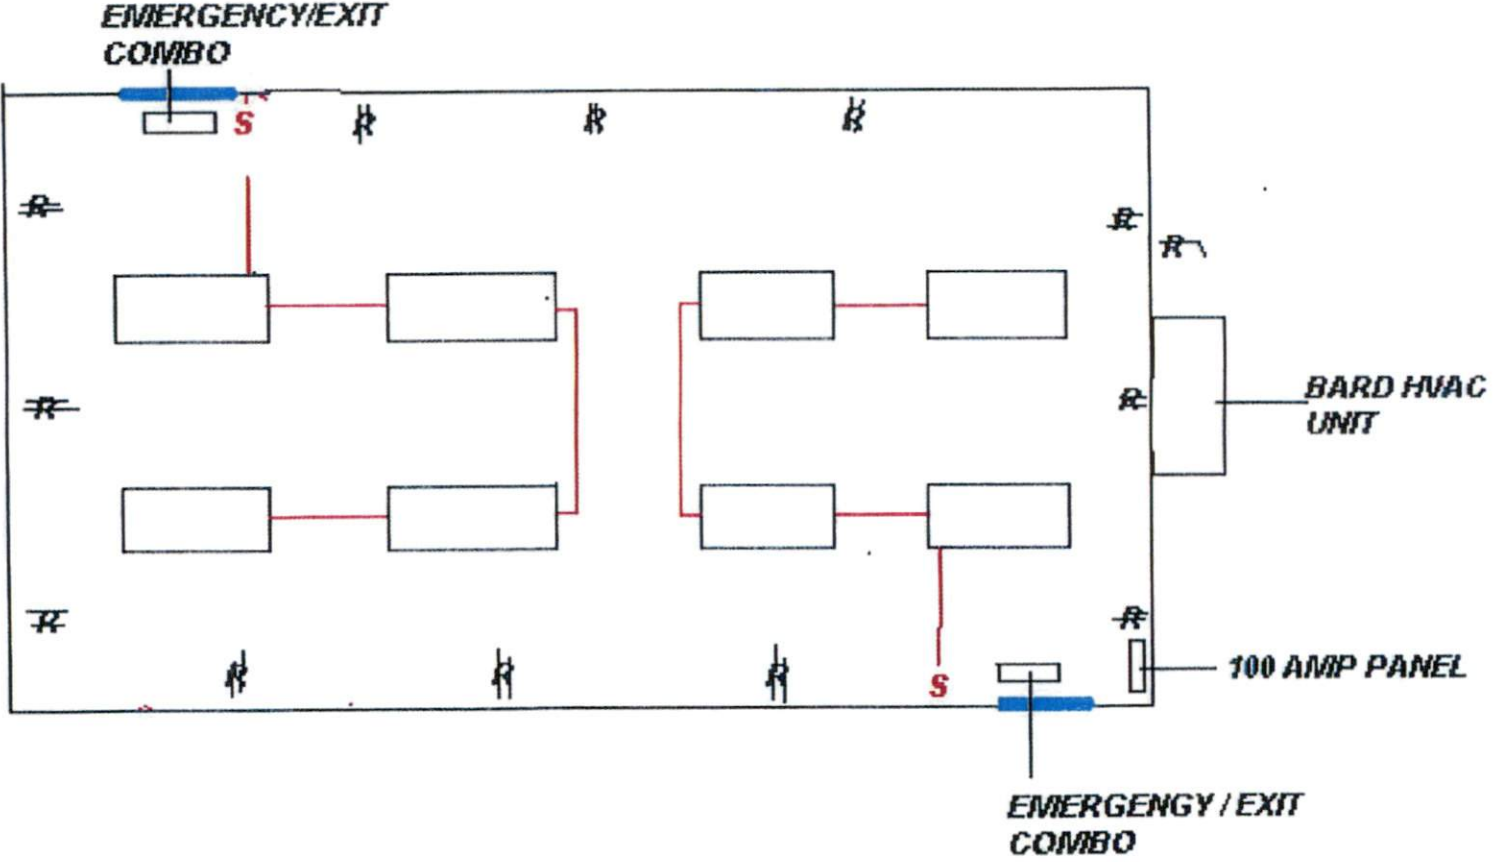 EMERGENCY/EXIT
COMBO
S
R
R
R
R
R
R
R
R
BARD HVAC
UNIT
R
R
R
R
R
S
100 AMP PANEL
EMERGENGY / EXIT
COMBO